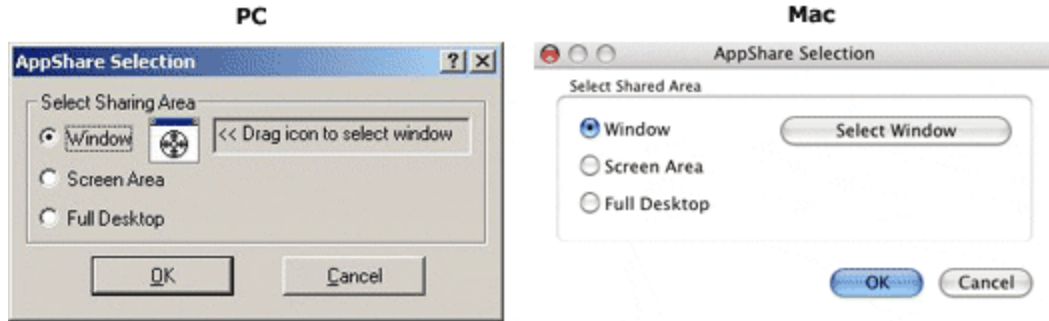 PC
AppShare Selection
Select Sharing Area
Window
<< Drag icon to select window
Screen Area
Full Desktop
OK
Cancel
Mac
AppShare Selection
Select Shared Area
Window
Select Window
Screen Area
Full Desktop
OK
Cancel